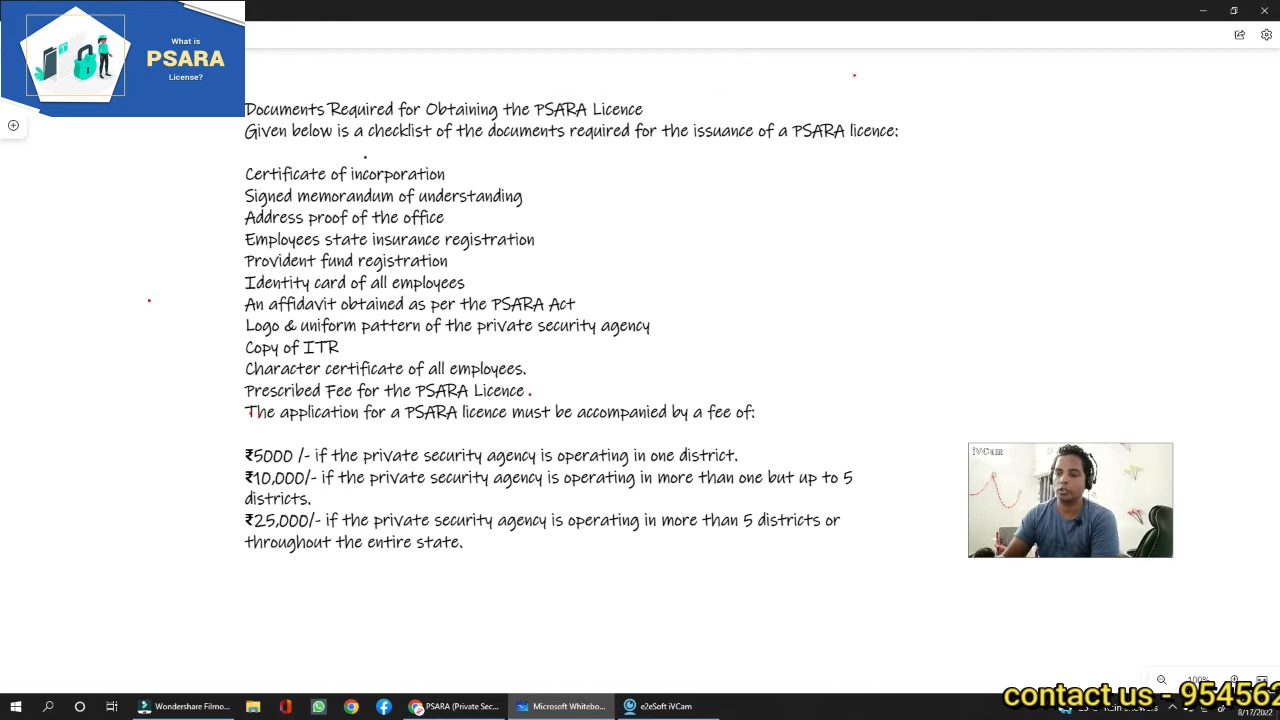 What is
PSARA
License?
Documents Required for Obtaining the PSARA Licence
Given below is a checklist of the documents required for the issuance of a PSARA licence:
Certificate of incorporation
Signed memorandum of understanding
Address proof of the office
Employees state insurance registration
Provident fund registration
Identity card of all employees
An affidavit obtained as per the PSARA Act
Logo & uniform pattern of the private security agency
Copy of ITR
Character certificate of all employees.
Prescribed Fee for the PSARA Licence
The application for a PSARA licence must be accompanied by a fee of:
₹5000 /- if the private security agency is operating in one district.
₹10,000/- if the private security agency is operating in more than one but up to 5
districts.
₹25,000/- if the private security agency is operating in more than 5 districts or
throughout the entire state.
iVCam
100%
contact us - 954562
Wondershare Filmo...
PSARA (Private Sec...
Microsoft Whitebo...
e2eSoft iVCam
8/17/2022